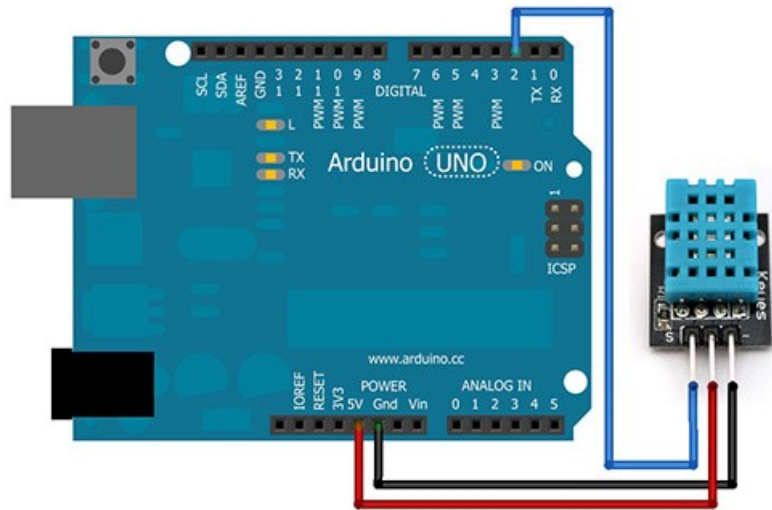 SCL
SDA
AREF
GND
13
12
11
10
9
8
7
6
5
4
3
2
1
0
PWM
PWM
PWM
DIGITAL
PWM
PWM
PWM
TX
RX
L
TX
RX
Arduino UNO
ON
1
ICSP
Keyes
S
-
www.arduino.cc
POWER
ANALOG IN
IOREF
RESET
3V3
5V
Gnd
Vin
0 1 2 3 4 5